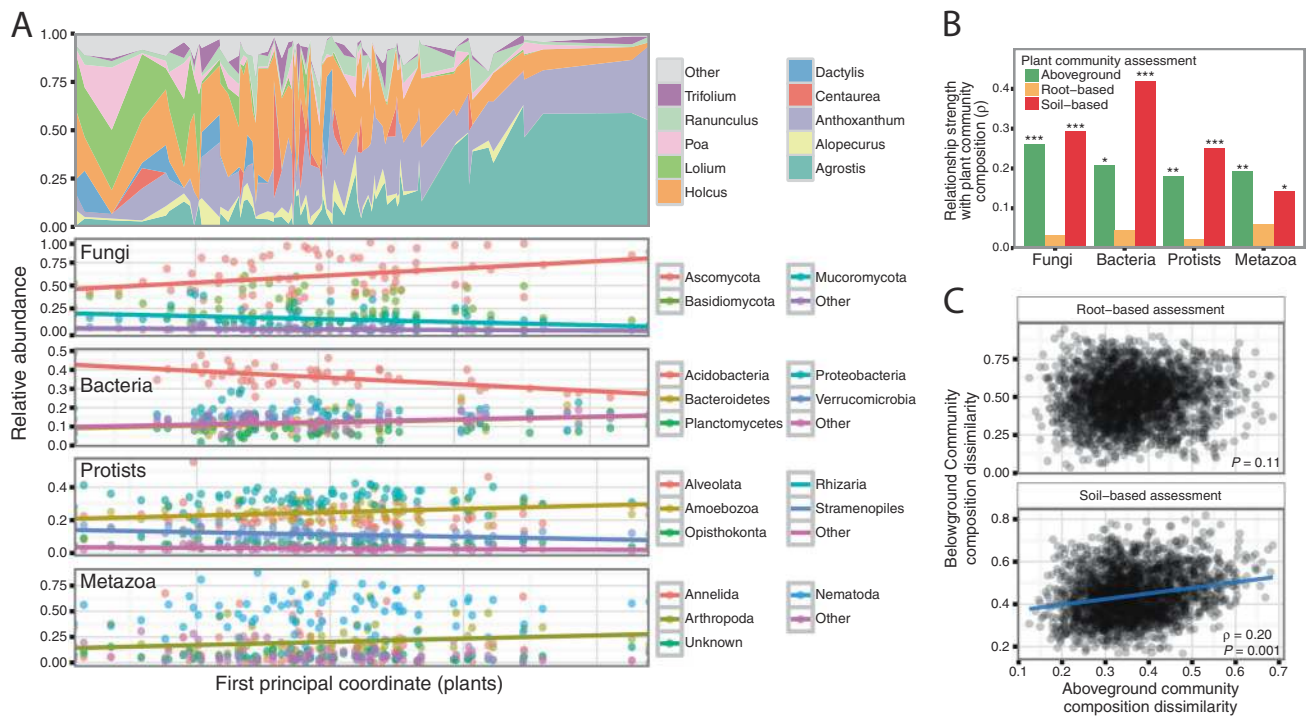 A
1.00
0.75
0.50
0.25
0.00
Other
Trifolium
Ranunculus
Poa
Lolium
Holcus
Dactylis
Centaurea
Anthoxanthum
Alopecurus
Agrostis
Relative abundance
Fungi
1.00
0.75
0.50
0.25
0.00
Ascomycota
Basidiomycota
Mucoromycota
Other
Bacteria
0.5
0.4
0.3
0.2
0.1
0.0
Acidobacteria
Bacteroidetes
Planctomycetes
Proteobacteria
Verrucomicrobia
Other
Protists
0.4
0.2
0.0
Alveolata
Amoebozoa
Opisthokonta
Rhizaria
Stramenopiles
Other
Metazoa
0.75
0.50
0.25
0.00
Annelida
Arthropoda
Unknown
Nematoda
Other
First principal coordinate (plants)
B
Relationship strength
with plant community
composition (ρ)
0.4
0.3
0.2
0.1
0.0
Plant community assessment
Aboveground
Root−based
Soil−based
*** ***
* ***
** ***
** *
Fungi Bacteria Protists Metazoa
C
Root−based assessment
Belowground Community
composition dissimilarity
0.75
0.50
0.25
0.00
P = 0.11
Soil−based assessment
0.8
0.6
0.4
0.2
ρ = 0.20
P = 0.001
0.1 0.2 0.3 0.4 0.5 0.6 0.7
Aboveground community
composition dissimilarity